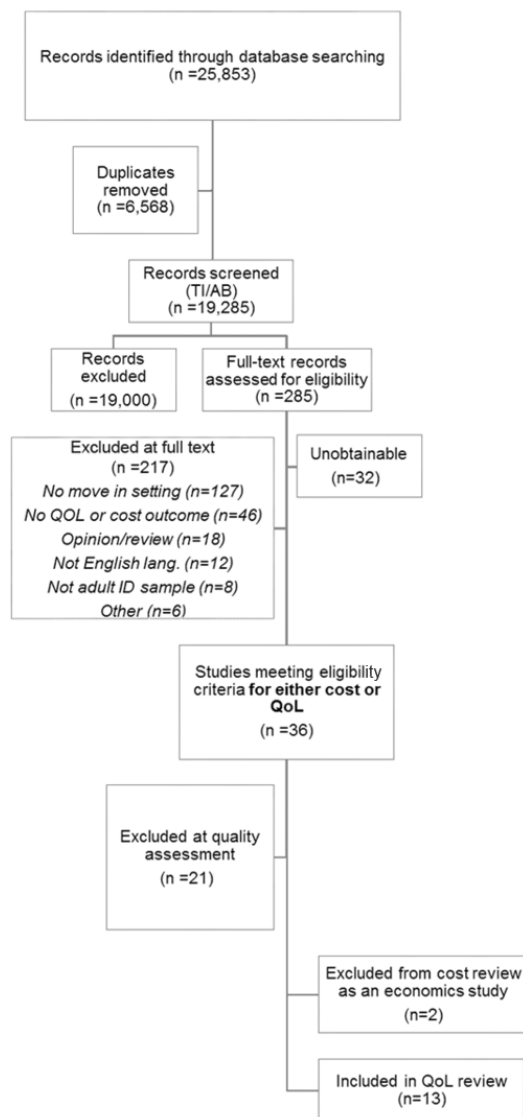 Records identified through database searching
(n =25,853)
Duplicates
removed
(n =6,568)
Records screened
(TI/AB)
(n =19,285)
Records
excluded
(n =19,000)
Full-text records
assessed for eligibility
(n =285)
Excluded at full text
(n =217)
No move in setting (n=127)
No QOL or cost outcome (n=46)
Opinion/review (n=18)
Not English lang. (n=12)
Not adult ID sample (n=8)
Other (n=6)
Unobtainable
(n=32)
Studies meeting eligibility
criteria for either cost or
QoL
(n =36)
Excluded at quality
assessment
(n =21)
Excluded from cost review
as an economics study
(n=2)
Included in QoL review
(n=13)